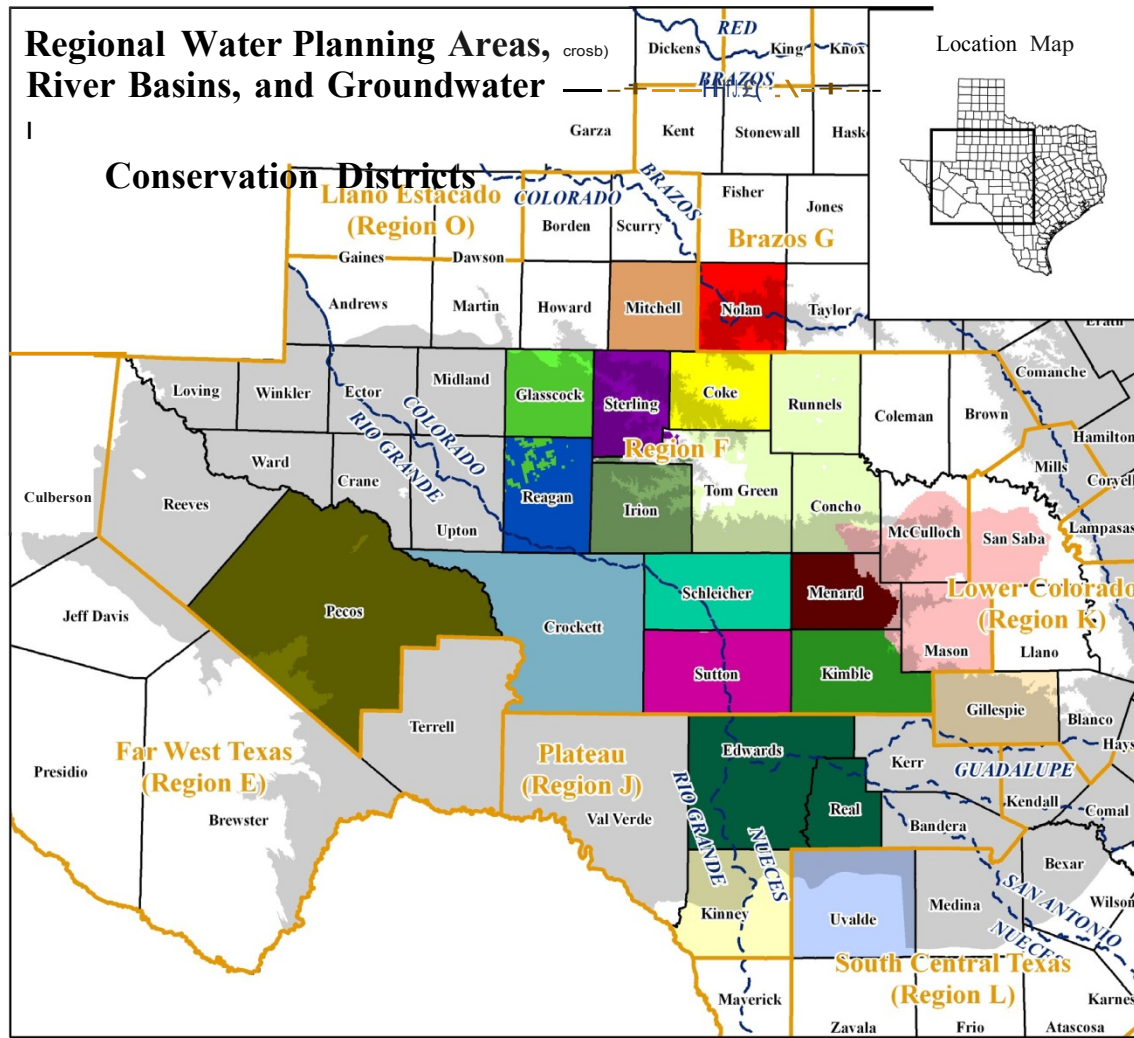 Regional Water Planning Areas, crosb)
River Basins, and Groundwater
I
Conservation Districts
Location Map
Dickens
RED
King
Knox
BRAZOS
Garza
Kent
Stonewall
Hask
Llano Estacado
(Region O)
COLORADO
BRAZOS
Borden
Scurry
Fisher
Jones
Brazos G
Gaines
Dawson
Andrews
Martin
Howard
Mitchell
Nolan
Taylor
Erath
Comanche
Loving
Winkler
Ector
Midland
Glasscock
Sterling
Coke
Runnels
Coleman
Brown
COLORADO
RIO GRANDE
Region F
Hamilton
Mills
Coryell
Culberson
Reeves
Ward
Crane
Upton
Reagan
Irion
Tom Green
Concho
McCulloch
San Saba
Lampasas
Jeff Davis
Pecos
Crockett
Schleicher
Menard
Lower Colorado
(Region K)
Mason
Llano
Sutton
Kimble
Terrell
Gillespie
Blanco
Hays
Presidio
Far West Texas
(Region E)
Brewster
Plateau
(Region J)
Val Verde
Edwards
Kerr
GUADALUPE
Kendall
Comal
Real
Bandera
RIO GRANDE
NUECES
Bexar
Kinney
Uvalde
Medina
SAN ANTONIO
NUECES
Wilson
South Central Texas
(Region L)
Maverick
Zavala
Frio
Atascosa
Karnes